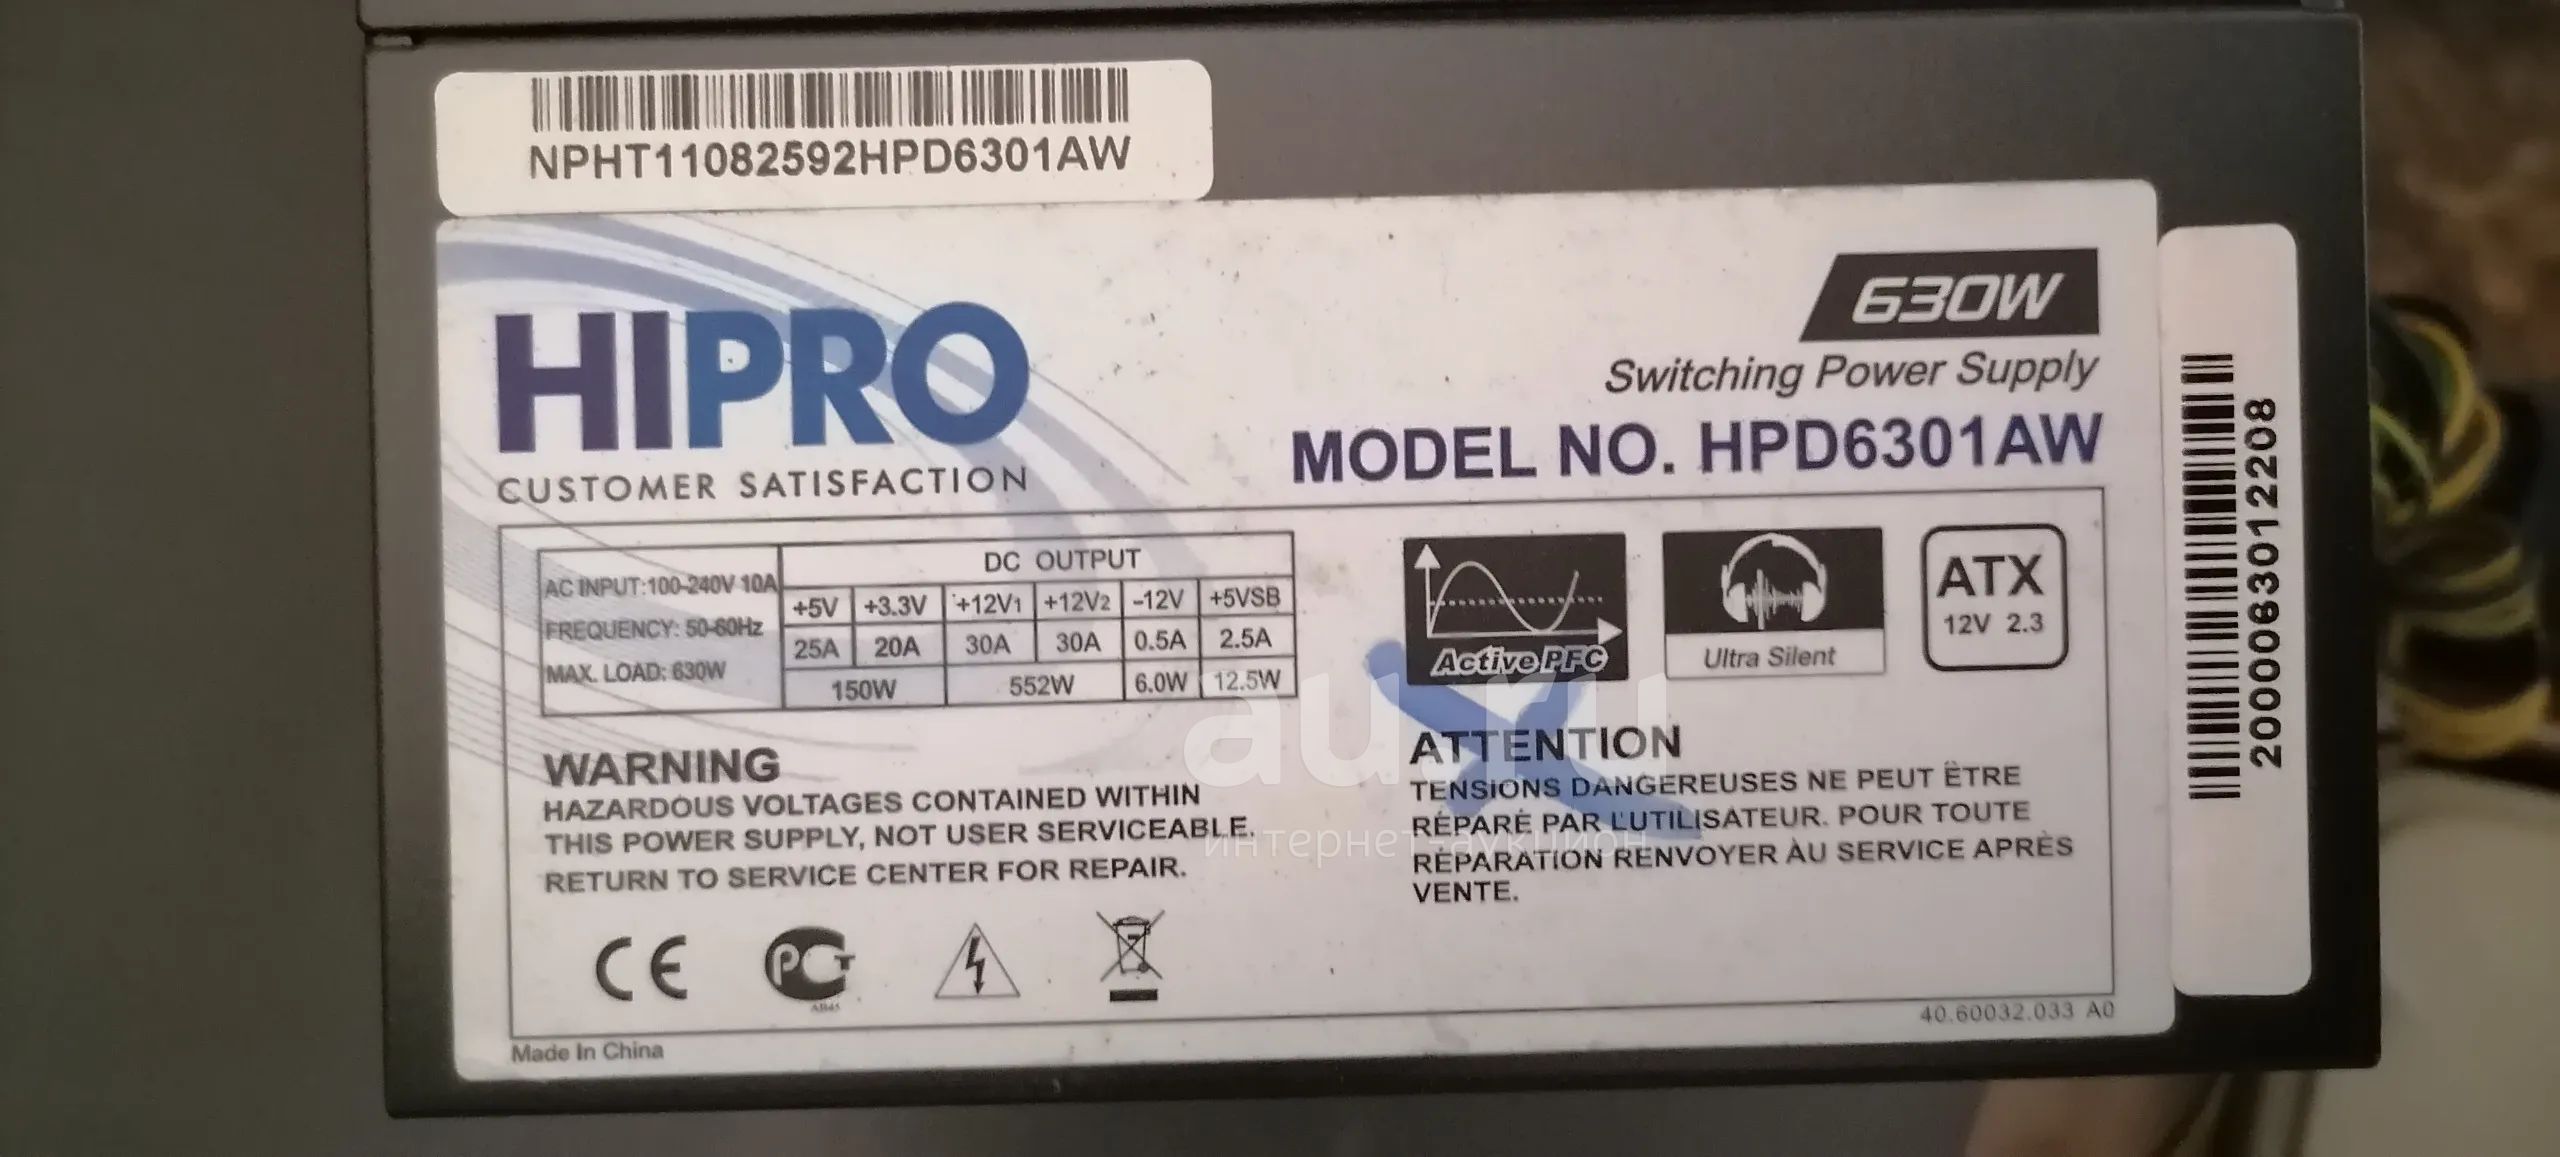 NPHT11082592HPD6301AW
HIPRO
CUSTOMER SATISFACTION
630W
Switching Power Supply
MODEL NO. HPD6301AW
AC INPUT:100-240V 10A
FREQUENCY: 50-60Hz
MAX. LOAD: 630W
DC OUTPUT
+5V +3.3V +12V1 +12V2 -12V +5VSB
25A 20A 30A 30A 0.5A 2.5A
150W 552W 6.0W 12.5W
Active PFC
Ultra Silent
ATX
12V 2.3
WARNING
HAZARDOUS VOLTAGES CONTAINED WITHIN
THIS POWER SUPPLY, NOT USER SERVICEABLE.
RETURN TO SERVICE CENTER FOR REPAIR.
ATTENTION
TENSIONS DANGEREUSES NE PEUT ÊTRE
RÉPARÉ PAR L'UTILISATEUR. POUR TOUTE
RÉPARATION RENVOYER ÀU SERVICE APRÈS
VENTE.
CE
PCT
40.60032.033 A0
Made In China
2000063012208
au.ru
интернет-аукцион